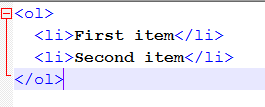 <ol>
<li>First item</li>
<li>Second item</li>
</ol>